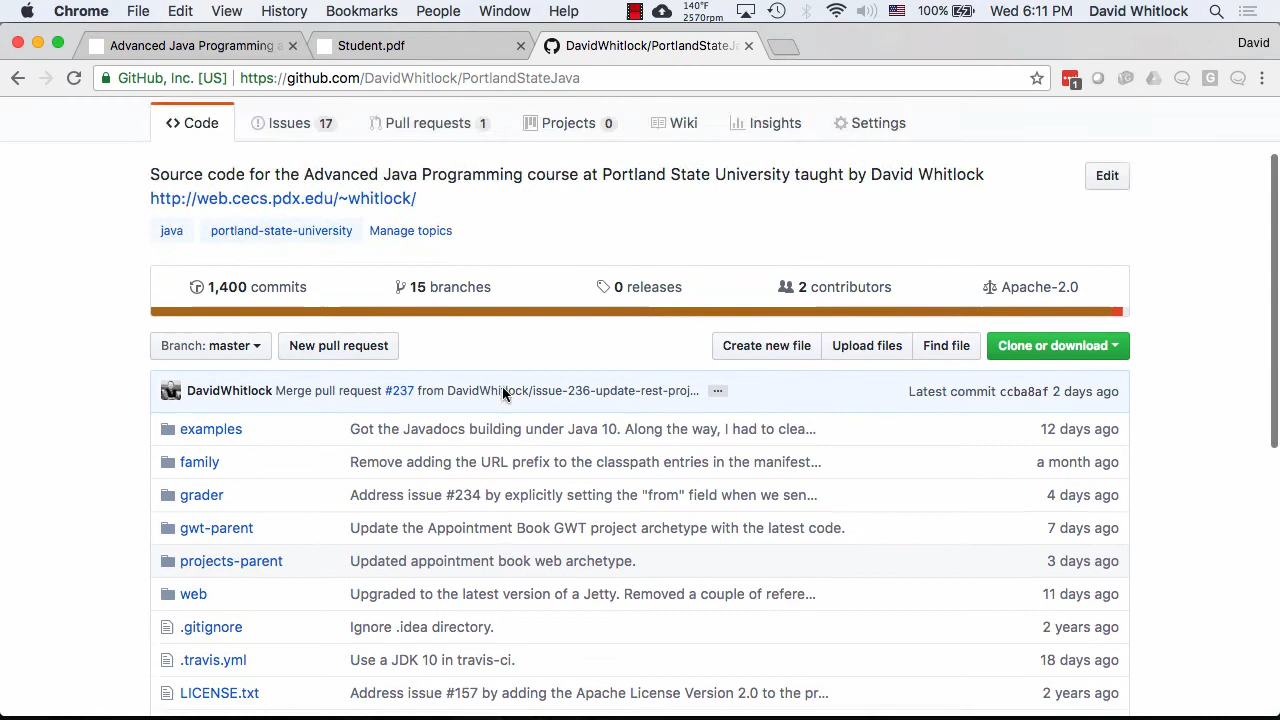 Chrome File Edit View History Bookmarks People Window Help 140°F 2570rpm 100% Wed 6:11 PM David Whitlock
Advanced Java Programming a Student.pdf DavidWhitlock/PortlandStateJa David
GitHub, Inc. [US] https://github.com/DavidWhitlock/PortlandStateJava 1
Code Issues 17 Pull requests 1 Projects 0 Wiki Insights Settings
Source code for the Advanced Java Programming course at Portland State University taught by David Whitlock Edit
http://web.cecs.pdx.edu/~whitlock/
java portland-state-university Manage topics
1,400 commits 15 branches 0 releases 2 contributors Apache-2.0
Branch: master New pull request Create new file Upload files Find file Clone or download
DavidWhitlock Merge pull request #237 from DavidWhitlock/issue-236-update-rest-proj... ... Latest commit ccba8af 2 days ago
examples Got the Javadocs building under Java 10. Along the way, I had to clea... 12 days ago
family Remove adding the URL prefix to the classpath entries in the manifest... a month ago
grader Address issue #234 by explicitly setting the "from" field when we sen... 4 days ago
gwt-parent Update the Appointment Book GWT project archetype with the latest code. 7 days ago
projects-parent Updated appointment book web archetype. 3 days ago
web Upgraded to the latest version of a Jetty. Removed a couple of refere... 11 days ago
.gitignore Ignore .idea directory. 2 years ago
.travis.yml Use a JDK 10 in travis-ci. 18 days ago
LICENSE.txt Address issue #157 by adding the Apache License Version 2.0 to the pr... 2 years ago